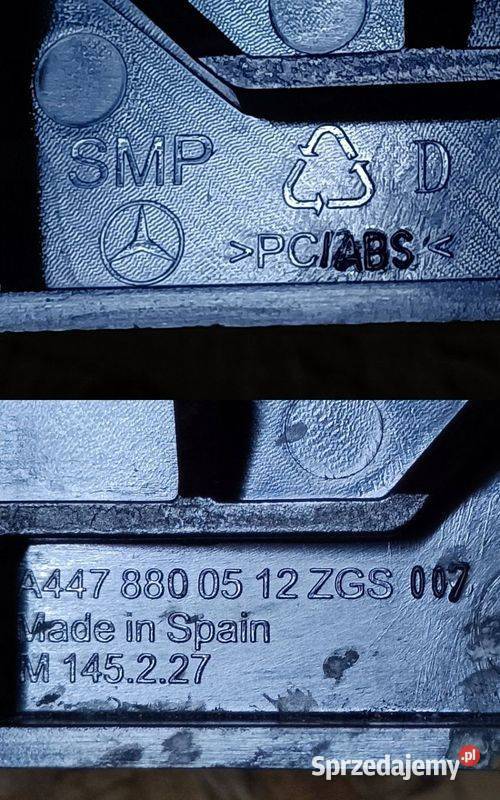 SMP D
>PC/ABS<
A447 880 05 12 ZGS 007
Made in Spain
M 145.2.27
Sprzedajemy.pl